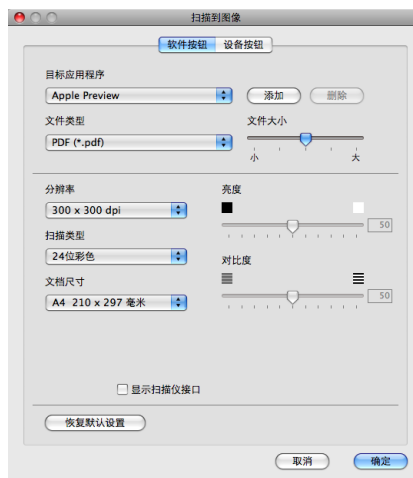 扫描到图像
软件按钮 设备按钮
目标应用程序
Apple Preview 添加 删除
文件类型 文件大小
PDF (*.pdf)
小 大
分辨率 亮度
300 x 300 dpi
50
扫描类型
24位彩色 对比度
文档尺寸
A4 210 x 297 毫米 50
显示扫描仪接口
恢复默认设置
取消 确定